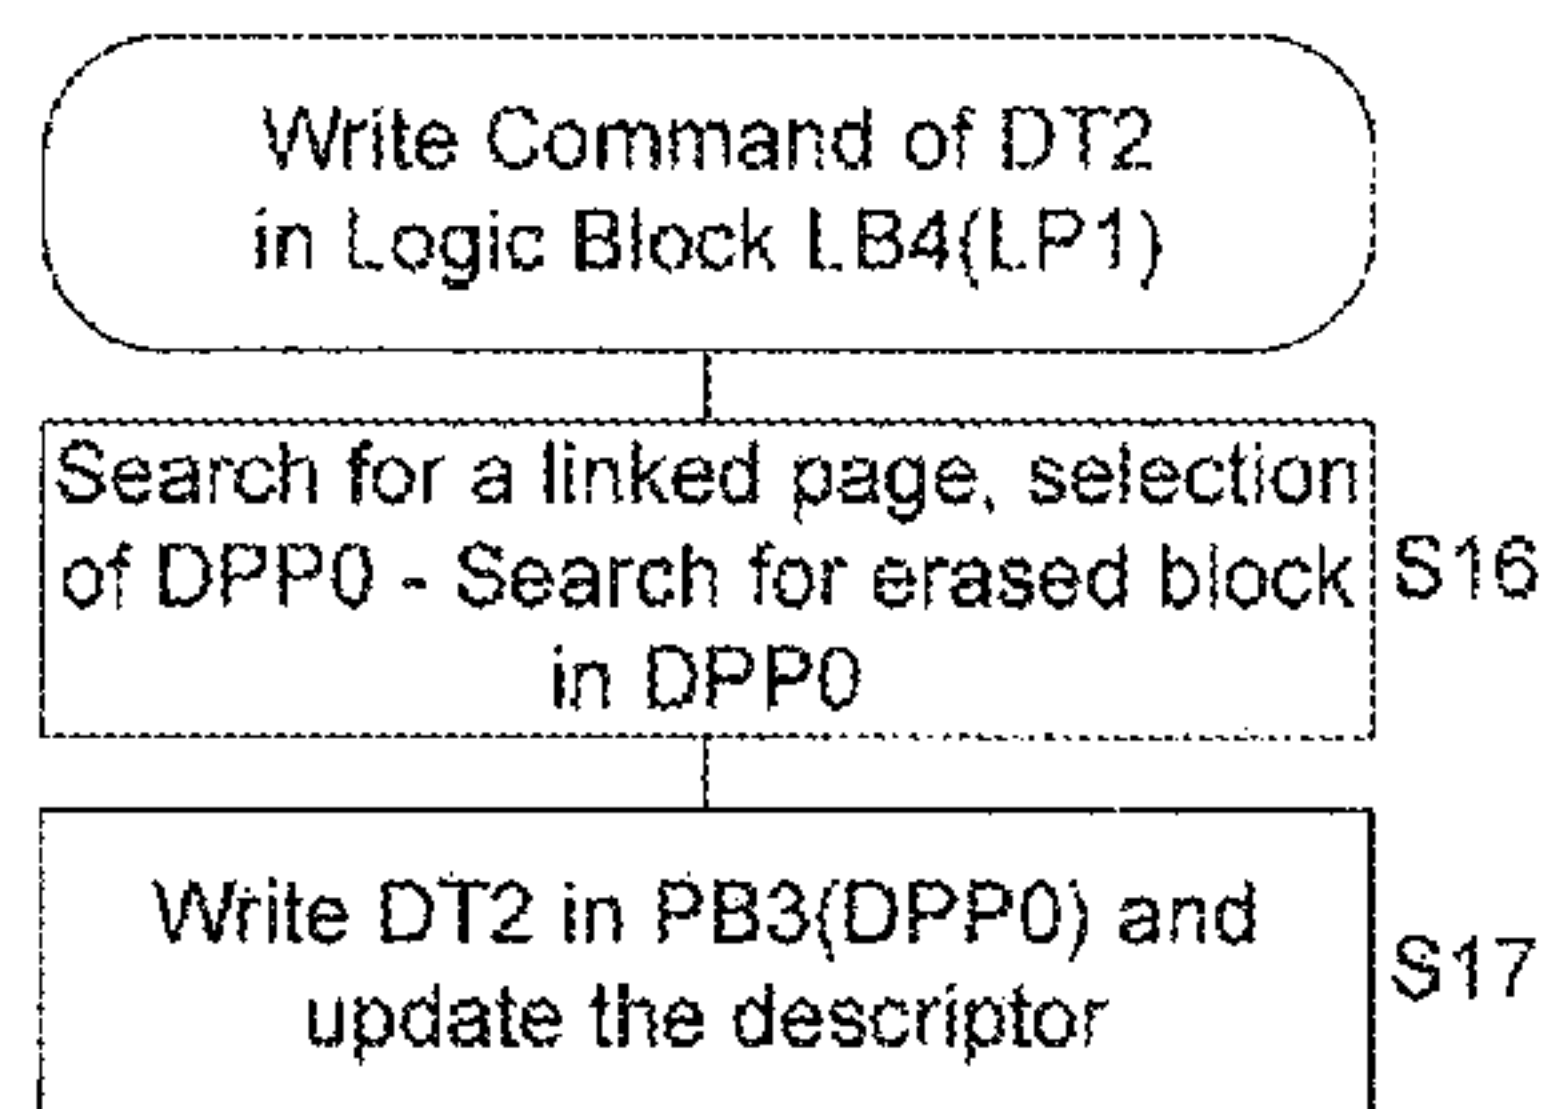 Write Command of DT2
in Logic Block LB4(LP1)
Search for a linked page, selection
of DPP0 - Search for erased block
in DPP0
S16
Write DT2 in PB3(DPP0) and
update the descriptor
S17